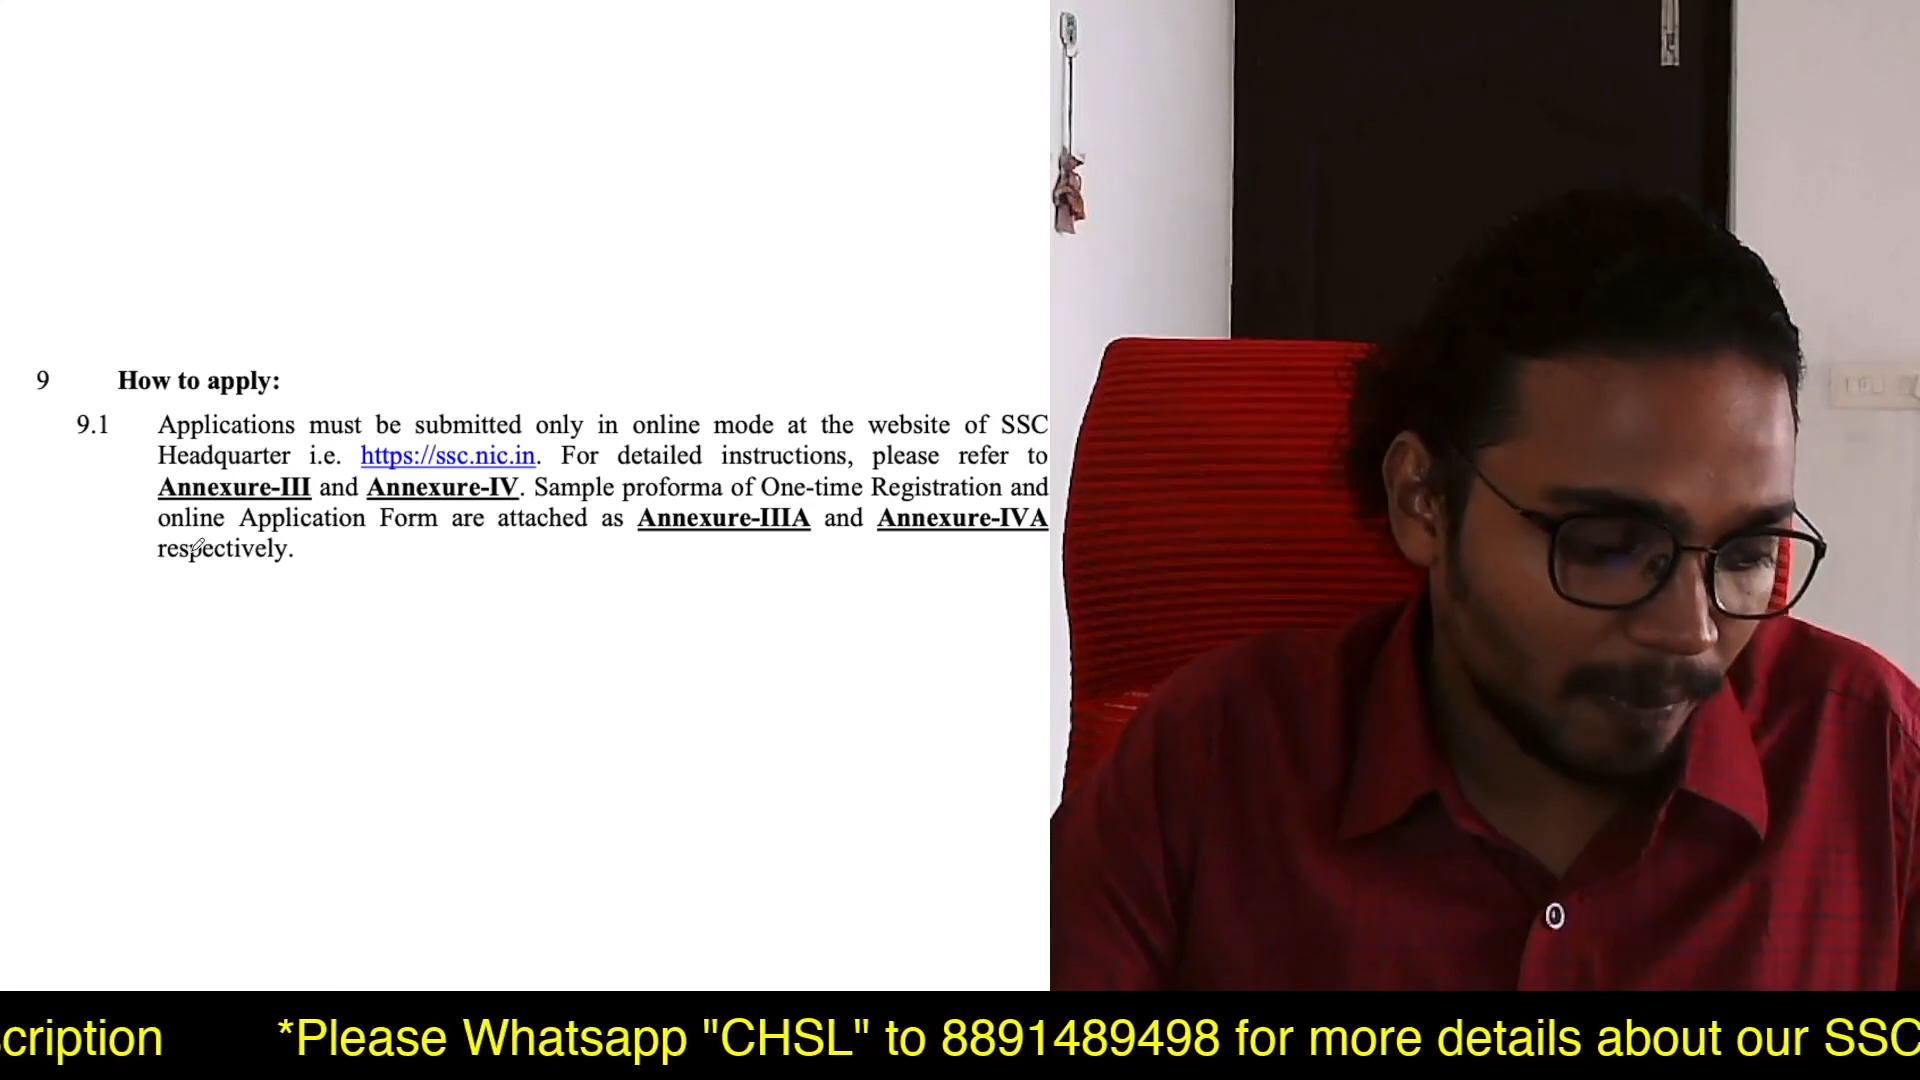 9 How to apply:
9.1 Applications must be submitted only in online mode at the website of SSC
Headquarter i.e. https://ssc.nic.in. For detailed instructions, please refer to
Annexure-III and Annexure-IV. Sample proforma of One-time Registration and
online Application Form are attached as Annexure-IIIA and Annexure-IVA
respectively.
cription *Please Whatsapp "CHSL" to 8891489498 for more details about our SSC